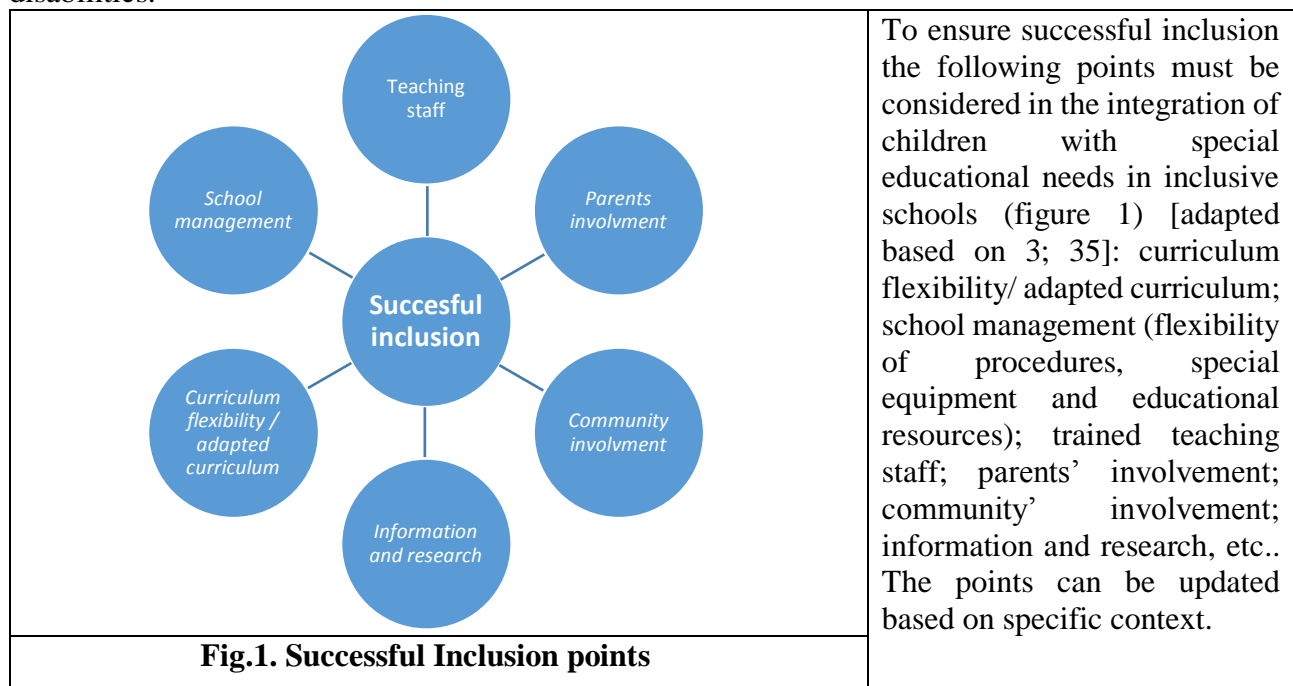 disabilities.
Teaching
staff
School
management
Parents
involvment
Succesful
inclusion
Curriculum
flexibility /
adapted
curriculum
Community
involvment
Information
and research
Fig.1. Successful Inclusion points
To ensure successful inclusion
the following points must be
considered in the integration of
children with special
educational needs in inclusive
schools (figure 1) [adapted
based on 3; 35]: curriculum
flexibility/ adapted curriculum;
school management (flexibility
of procedures, special
equipment and educational
resources); trained teaching
staff; parents’ involvement;
community’ involvement;
information and research, etc..
The points can be updated
based on specific context.